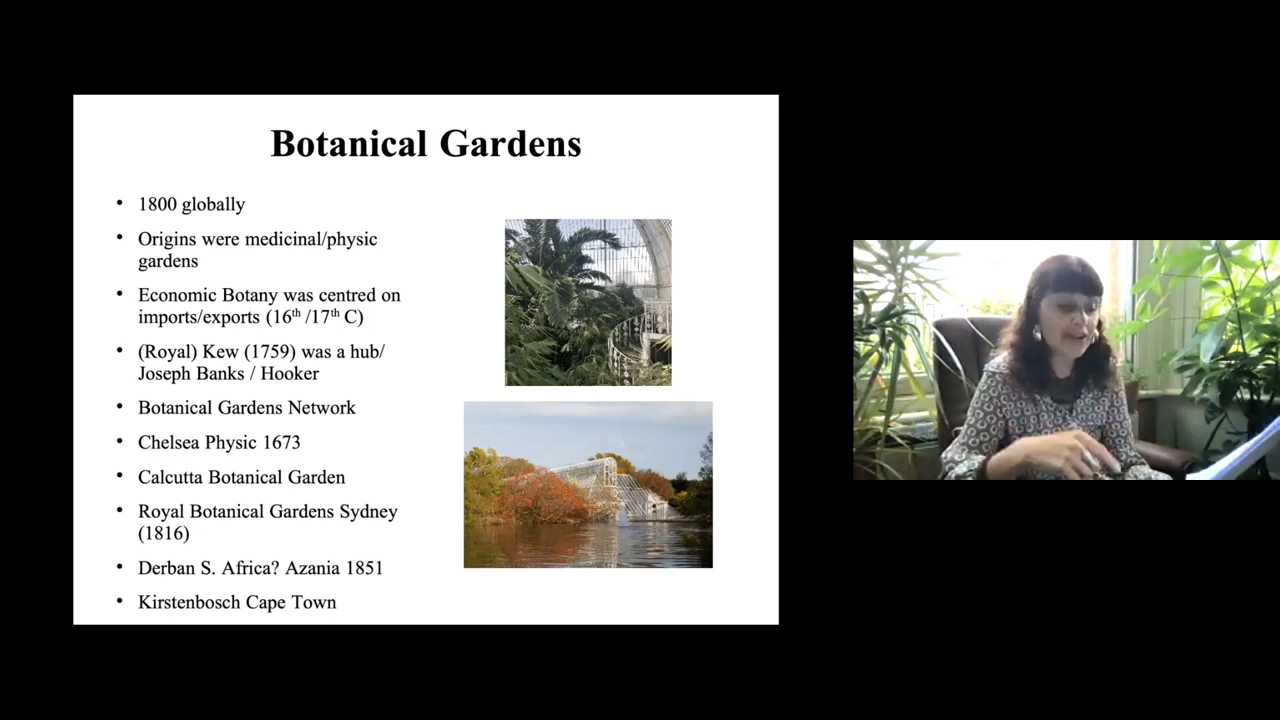 Botanical Gardens
• 1800 globally
• Origins were medicinal/physic
gardens
• Economic Botany was centred on
imports/exports (16th /17th C)
• (Royal) Kew (1759) was a hub/
Joseph Banks / Hooker
• Botanical Gardens Network
• Chelsea Physic 1673
• Calcutta Botanical Garden
• Royal Botanical Gardens Sydney
(1816)
• Derban S. Africa? Azania 1851
• Kirstenbosch Cape Town